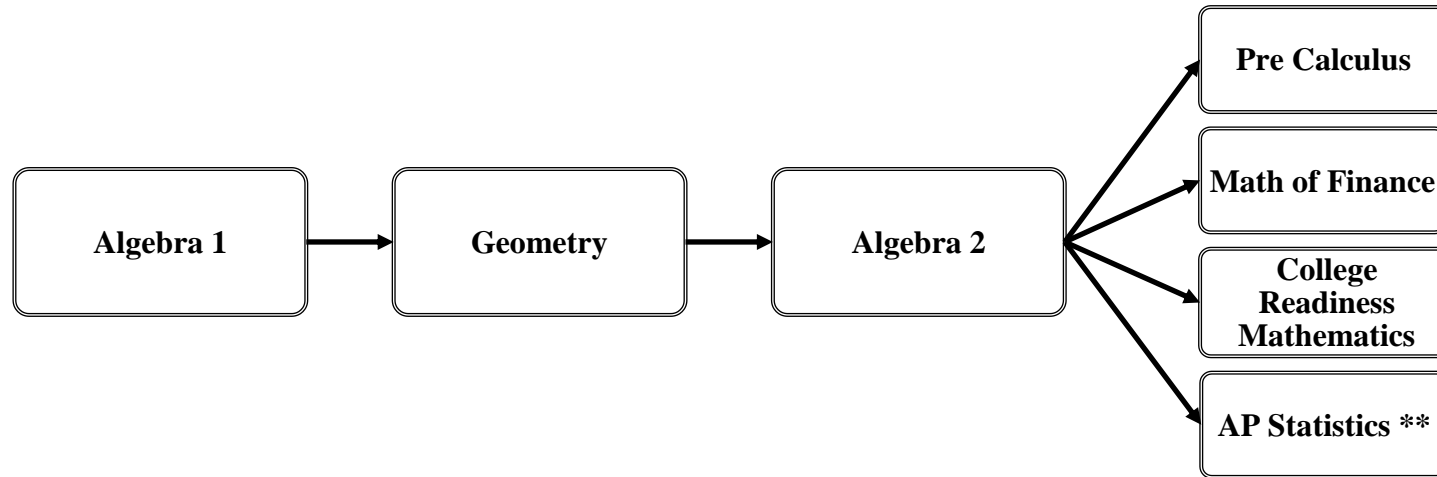 Algebra 1
Geometry
Algebra 2
Pre Calculus
Math of Finance
College
Readiness
Mathematics
AP Statistics **